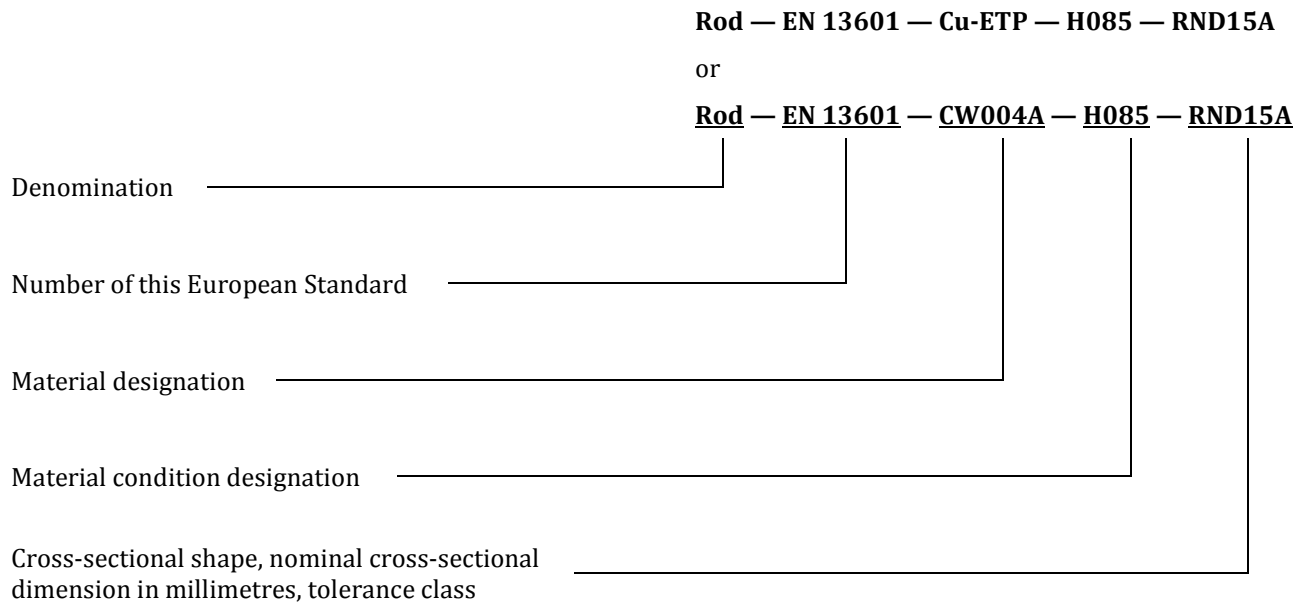 Rod — EN 13601 — Cu-ETP — H085 — RND15A
or
Rod — EN 13601 — CW004A — H085 — RND15A
Denomination
Number of this European Standard
Material designation
Material condition designation
Cross-sectional shape, nominal cross-sectional
dimension in millimetres, tolerance class